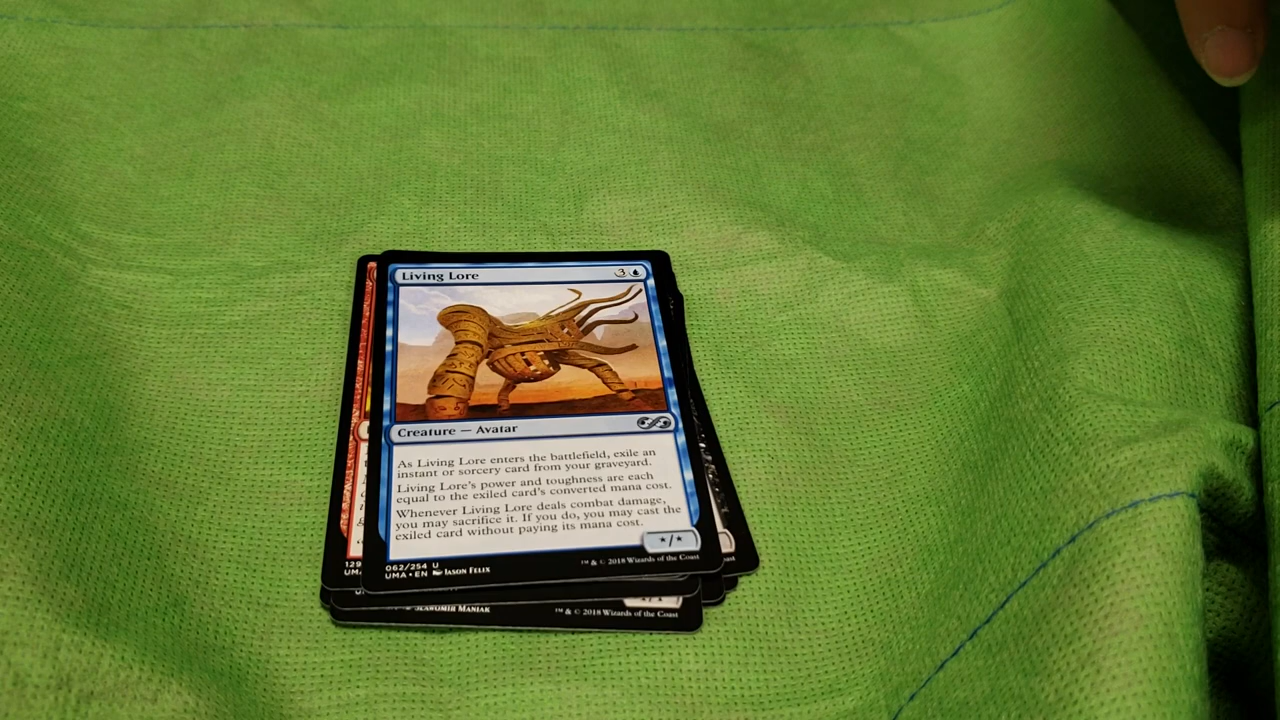 Living Lore 3
Creature — Avatar
As Living Lore enters the battlefield, exile an
instant or sorcery card from your graveyard.
Living Lore's power and toughness are each
equal to the exiled card's converted mana cost.
Whenever Living Lore deals combat damage,
you may sacrifice it. If you do, you may cast the
exiled card without paying its mana cost.
*/*
062/254 U
UMA • EN Jason Felix
™ & © 2018 Wizards of the Coast
129
UMA
Slawomir Maniak
™ & © 2018 Wizards of the Coast